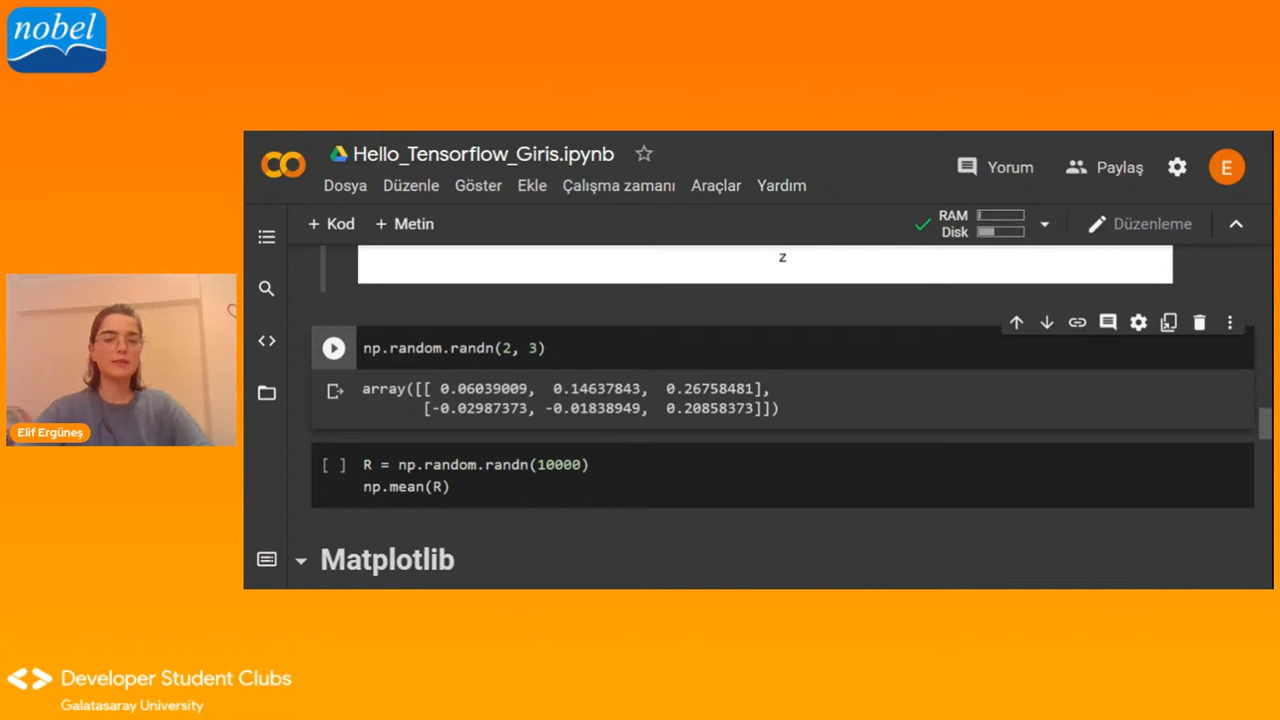 nobel
Hello_Tensorflow_Giris.ipynb
Yorum
Paylaş
E
Dosya Düzenle Göster Ekle Çalışma zamanı Araçlar Yardım
+ Kod + Metin
RAM
Disk
Düzenleme
z
np.random.randn(2, 3)
array([[ 0.06039009, 0.14637843, 0.26758481],
[-0.02987373, -0.01838949, 0.20858373]])
[ ] R = np.random.randn(10000)
np.mean(R)
Matplotlib
Elif Ergüneş
Developer Student Clubs
Galatasaray University